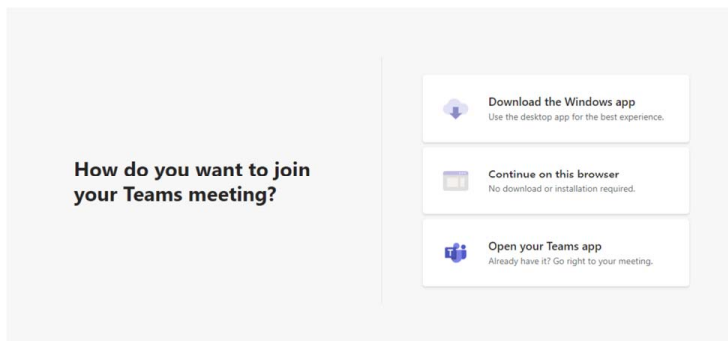 How do you want to join
your Teams meeting?
Download the Windows app
Use the desktop app for the best experience.
Continue on this browser
No download or installation required.
Open your Teams app
Already have it? Go right to your meeting.